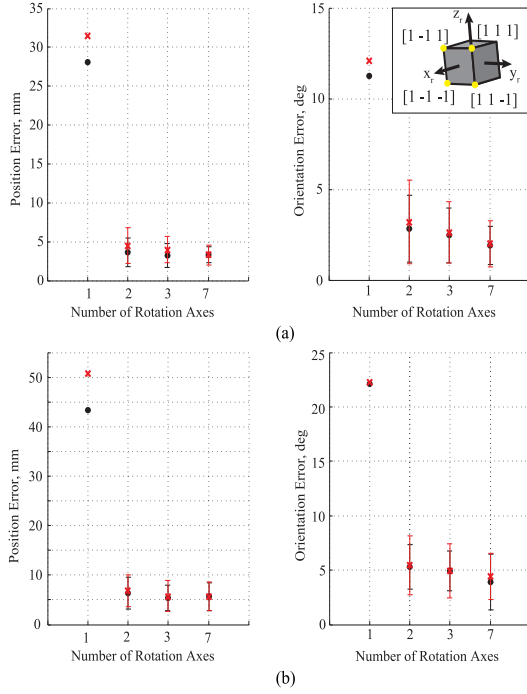 35
30
25
20
15
10
5
0
Position Error, mm
1 2 3 7
Number of Rotation Axes
15
10
5
0
Orientation Error, deg
1 2 3 7
Number of Rotation Axes
z_r
[1 -1 1] [1 1 1]
x_r y_r
[1 -1 -1] [1 1 -1]
(a)
50
40
30
20
10
5
0
Position Error, mm
1 2 3 7
Number of Rotation Axes
25
20
15
10
5
0
Orientation Error, deg
1 2 3 7
Number of Rotation Axes
(b)